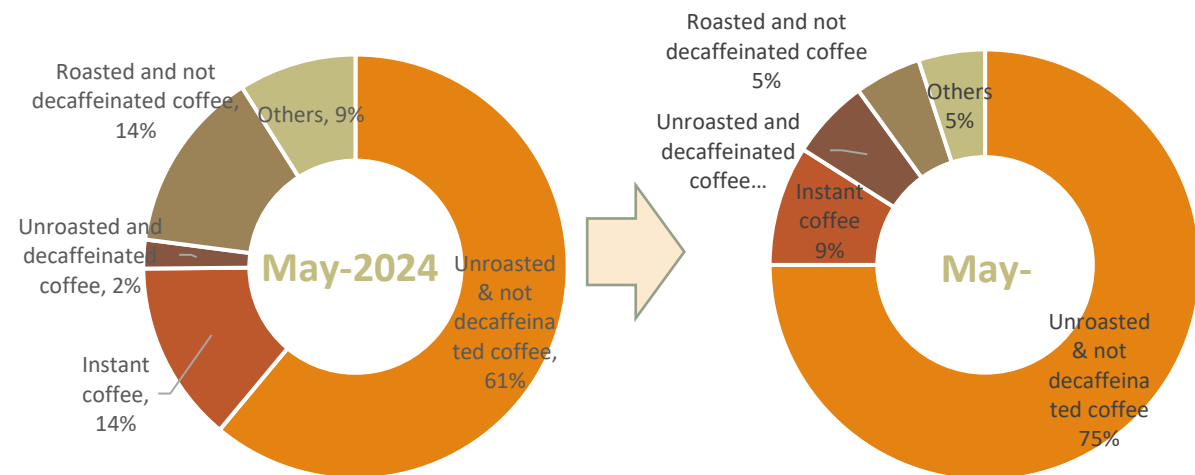 Roasted and not
decaffeinated coffee,
14%
Others, 9%
Unroasted and
decaffeinated
coffee, 2%
May-2024
Unroasted
& not
decaffeina
ted coffee,
61%
Instant
coffee,
14%
Roasted and not
decaffeinated coffee
5%
Others
5%
Unroasted and
decaffeinated
coffee...
Instant
coffee
9%
May-
Unroasted
& not
decaffeina
ted coffee
75%